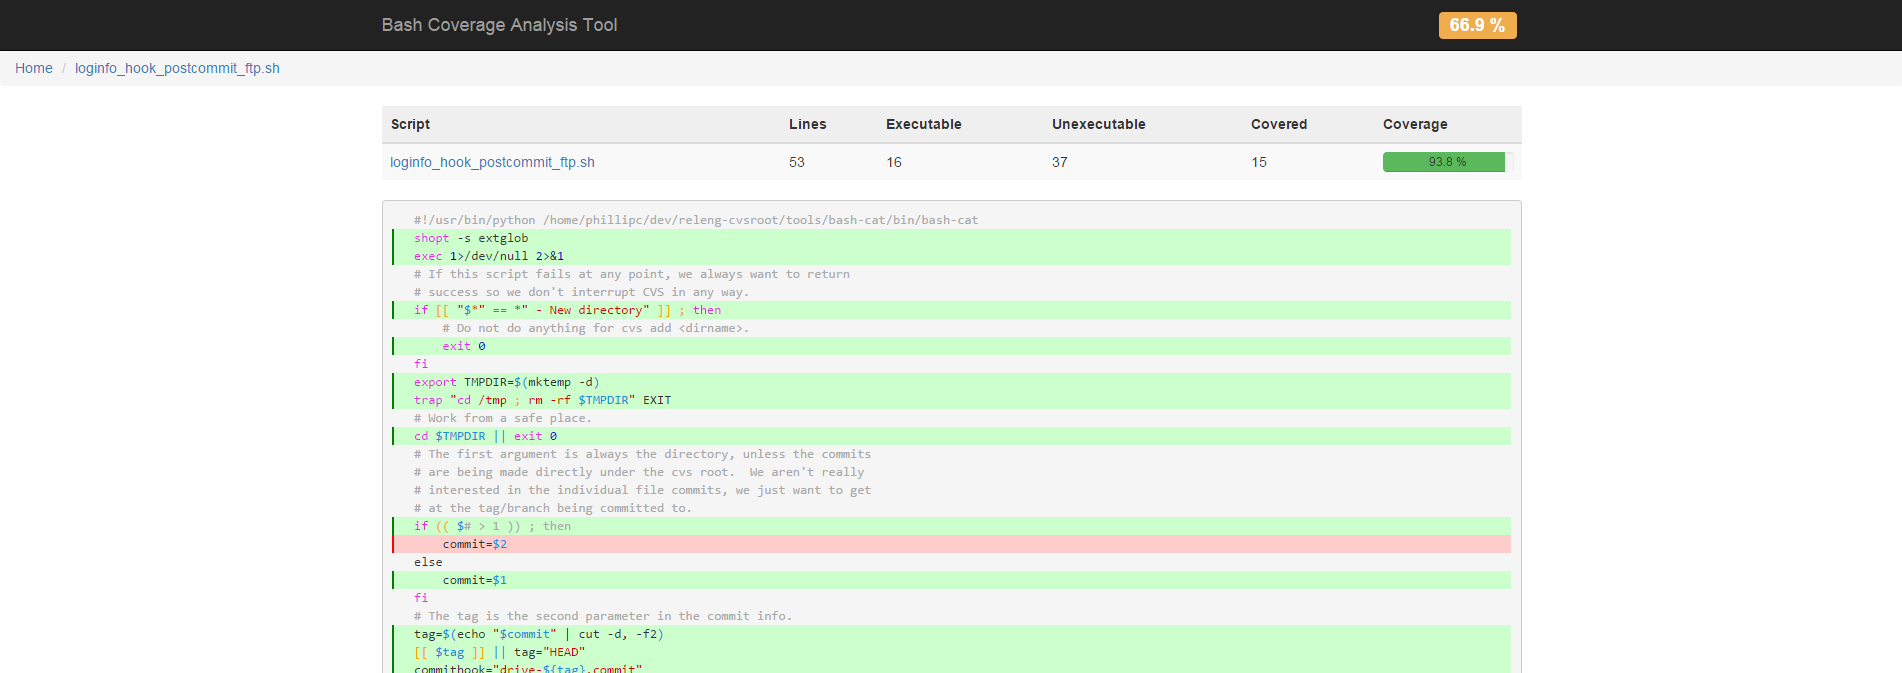 Bash Coverage Analysis Tool 66.9 %
Home / loginfo_hook_postcommit_ftp.sh
Script Lines Executable Unexecutable Covered Coverage
loginfo_hook_postcommit_ftp.sh 53 16 37 15 93.8 %
#!/usr/bin/python /home/phillipc/dev/releng-cvsroot/tools/bash-cat/bin/bash-cat
shopt -s extglob
exec 1>/dev/null 2>&1
# If this script fails at any point, we always want to return
# success so we don't interrupt CVS in any way.
if [[ "$*" == *" - New directory" ]] ; then
    # Do not do anything for cvs add <dirname>.
    exit 0
fi
export TMPDIR=$(mktemp -d)
trap "cd /tmp ; rm -rf $TMPDIR" EXIT
# Work from a safe place.
cd $TMPDIR || exit 0
# The first argument is always the directory, unless the commits
# are being made directly under the cvs root.  We aren't really
# interested in the individual file commits, we just want to get
# at the tag/branch being committed to.
if (( $# > 1 )) ; then
    commit=$2
else
    commit=$1
fi
# The tag is the second parameter in the commit info.
tag=$(echo "$commit" | cut -d, -f2)
[[ $tag ]] || tag="HEAD"
commithook="drive-${tag}.commit"